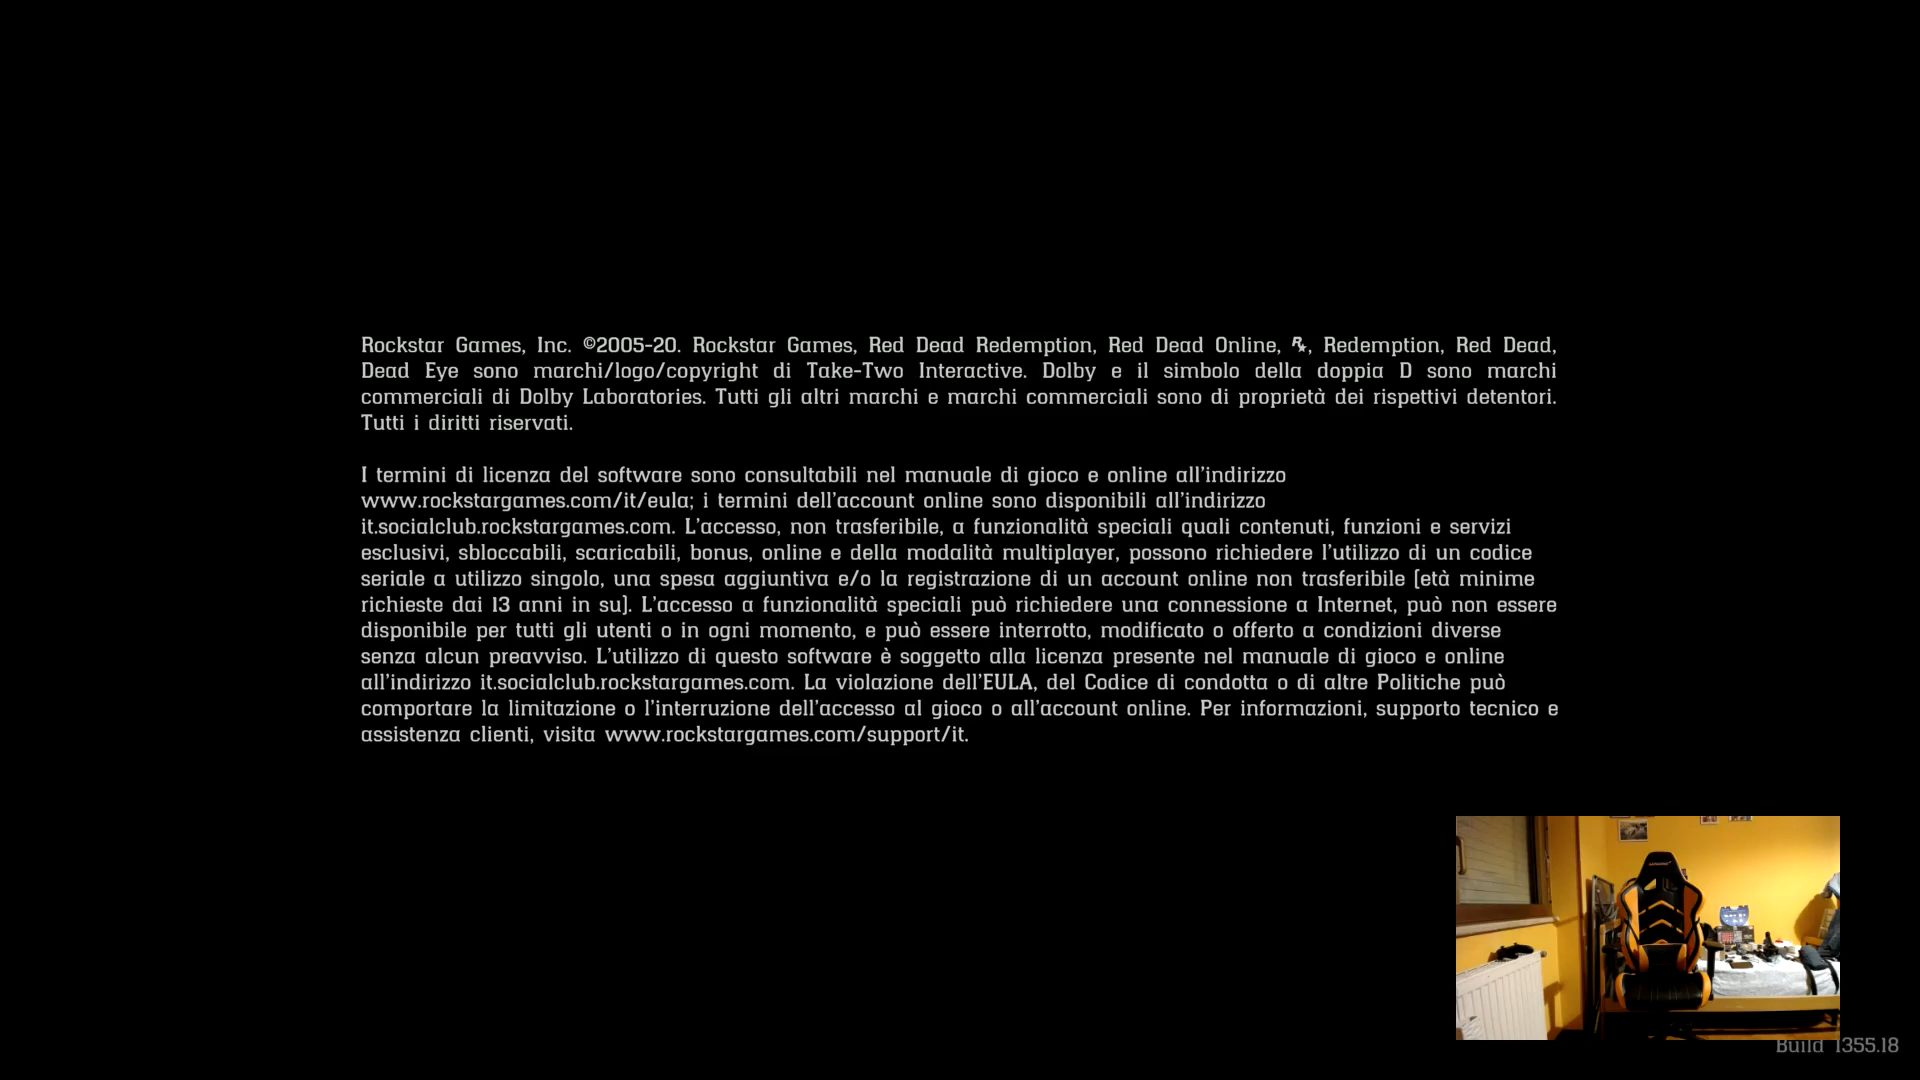 Rockstar Games, Inc. ©2005-20. Rockstar Games, Red Dead Redemption, Red Dead Online, R★, Redemption, Red Dead,
Dead Eye sono marchi/logo/copyright di Take-Two Interactive. Dolby e il simbolo della doppia D sono marchi
commerciali di Dolby Laboratories. Tutti gli altri marchi e marchi commerciali sono di proprietà dei rispettivi detentori.
Tutti i diritti riservati.
I termini di licenza del software sono consultabili nel manuale di gioco e online all'indirizzo
www.rockstargames.com/it/eula; i termini dell'account online sono disponibili all'indirizzo
it.socialclub.rockstargames.com. L'accesso, non trasferibile, a funzionalità speciali quali contenuti, funzioni e servizi
esclusivi, sbloccabili, scaricabili, bonus, online e della modalità multiplayer, possono richiedere l'utilizzo di un codice
seriale a utilizzo singolo, una spesa aggiuntiva e/o la registrazione di un account online non trasferibile (età minime
richieste dai 13 anni in su). L'accesso a funzionalità speciali può richiedere una connessione a Internet, può non essere
disponibile per tutti gli utenti o in ogni momento, e può essere interrotto, modificato o offerto a condizioni diverse
senza alcun preavviso. L'utilizzo di questo software è soggetto alla licenza presente nel manuale di gioco e online
all'indirizzo it.socialclub.rockstargames.com. La violazione dell'EULA, del Codice di condotta o di altre Politiche può
comportare la limitazione o l'interruzione dell'accesso al gioco o all'account online. Per informazioni, supporto tecnico e
assistenza clienti, visita www.rockstargames.com/support/it.
Build 1355.18